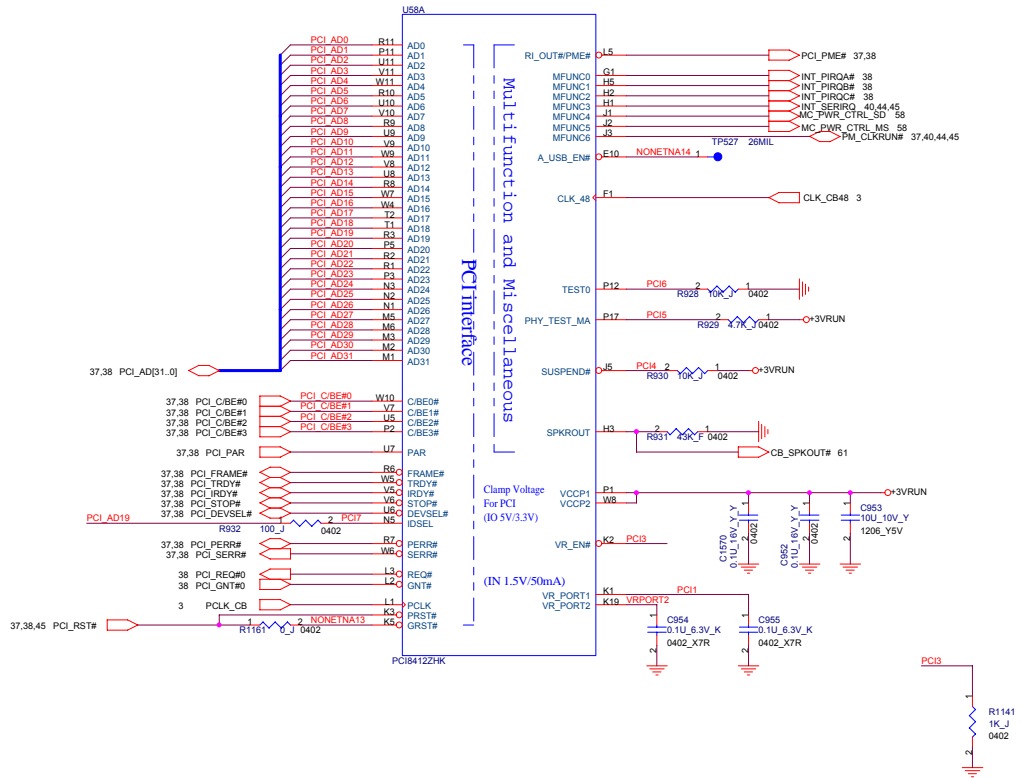 U58A
PCI_AD0 R11 AD0
PCI_AD1 P11 AD1
PCI_AD2 U11 AD2
PCI_AD3 V11 AD3
PCI_AD4 W11 AD4
PCI_AD5 R10 AD5
PCI_AD6 U10 AD6
PCI_AD7 V10 AD7
PCI_AD8 R9 AD8
PCI_AD9 U9 AD9
PCI_AD10 V9 AD10
PCI_AD11 W9 AD11
PCI_AD12 V8 AD12
PCI_AD13 U8 AD13
PCI_AD14 R8 AD14
PCI_AD15 W7 AD15
PCI_AD16 W4 AD16
PCI_AD17 T2 AD17
PCI_AD18 T1 AD18
PCI_AD19 R3 AD19
PCI_AD20 P5 AD20
PCI_AD21 R2 AD21
PCI_AD22 R1 AD22
PCI_AD23 P3 AD23
PCI_AD24 N3 AD24
PCI_AD25 N2 AD25
PCI_AD26 N1 AD26
PCI_AD27 M5 AD27
PCI_AD28 M6 AD28
PCI_AD29 M3 AD29
PCI_AD30 M2 AD30
PCI_AD31 M1 AD31
37,38 PCI_AD[31..0]
37,38 PCI_C/BE#0 PCI_C/BE#0 W10 C/BE0#
37,38 PCI_C/BE#1 PCI_C/BE#1 V7 C/BE1#
37,38 PCI_C/BE#2 PCI_C/BE#2 U5 C/BE2#
37,38 PCI_C/BE#3 PCI_C/BE#3 P2 C/BE3#
37,38 PCI_PAR U7 PAR
37,38 PCI_FRAME# R6 FRAME#
37,38 PCI_TRDY# W5 TRDY#
37,38 PCI_IRDY# V5 IRDY#
37,38 PCI_STOP# V6 STOP#
37,38 PCI_DEVSEL# U6 DEVSEL#
PCI_AD19 1 2 PCI7 N5 IDSEL
R932 100_J 0402
37,38 PCI_PERR# R7 PERR#
37,38 PCI_SERR# W6 SERR#
38 PCI_REQ#0 L3 REQ#
38 PCI_GNT#0 L2 GNT#
3 PCLK_CB L1 PCLK
K3 PRST#
37,38,45 PCI_RST# 1 2 NONETNA13 K5 GRST#
R1161 0_J 0402
PCI8412ZHK
PCI interface
Multifunction and Miscellaneous
Clamp Voltage
For PCI
(IO 5V/3.3V)
(IN 1.5V/50mA)
RI_OUT#/PME# L5 PCI_PME# 37,38
MFUNC0 G1 INT_PIRQA# 38
MFUNC1 H5 INT_PIRQB# 38
MFUNC2 H2 INT_PIRQC# 38
MFUNC3 H1 INT_SERIRQ 40,44,45
MFUNC4 J1 MC_PWR_CTRL_SD 58
MFUNC5 J2 MC_PWR_CTRL_MS 58
MFUNC6 J3 PM_CLKRUN# 37,40,44,45
TP527 26MIL
A_USB_EN# E10 NONETNA14 1
CLK_48 F1 CLK_CB48 3
TEST0 P12 PCI6 2 1
R928 10K_J 0402
PHY_TEST_MA P17 PCI5 2 1 +3VRUN
R929 4.7K_J 0402
SUSPEND# J5 PCI4 2 1 +3VRUN
R930 10K_J 0402
SPKROUT H3 2 1
R931 43K_F 0402
CB_SPKOUT# 61
VCCP1 P1 +3VRUN
VCCP2 W8
C1570
0.1U_16V_Y_Y
0402
1
2
C952
0.1U_16V_Y_Y
0402
1
2
C953
10U_10V_Y
1206_Y5V
1
2
VR_EN# K2 PCI3
VR_PORT1 K1 PCI1
VR_PORT2 K19 VRPORT2
C954
0.1U_6.3V_K
0402_X7R
1
2
C955
0.1U_6.3V_K
0402_X7R
1
2
PCI3
1
R1141
1K_J
0402
2